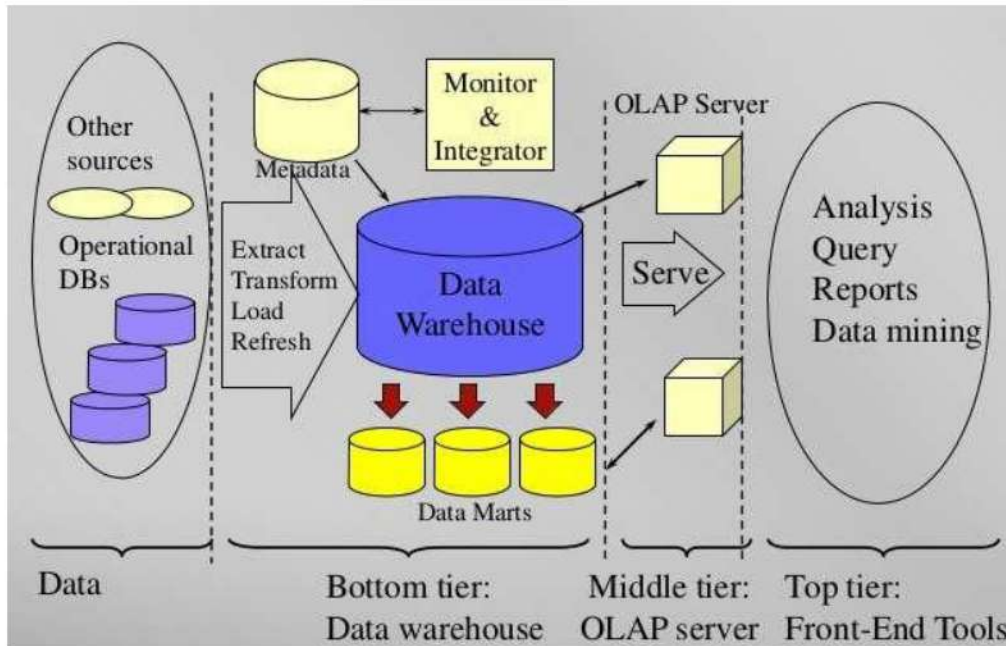 Other
sources
Operational
DBs
Metadata
Monitor
&
Integrator
OLAP Server
Extract
Transform
Load
Refresh
Data
Warehouse
Serve
Analysis
Query
Reports
Data mining
Data Marts
Data
Bottom tier:
Data warehouse
Middle tier:
OLAP server
Top tier:
Front-End Tools